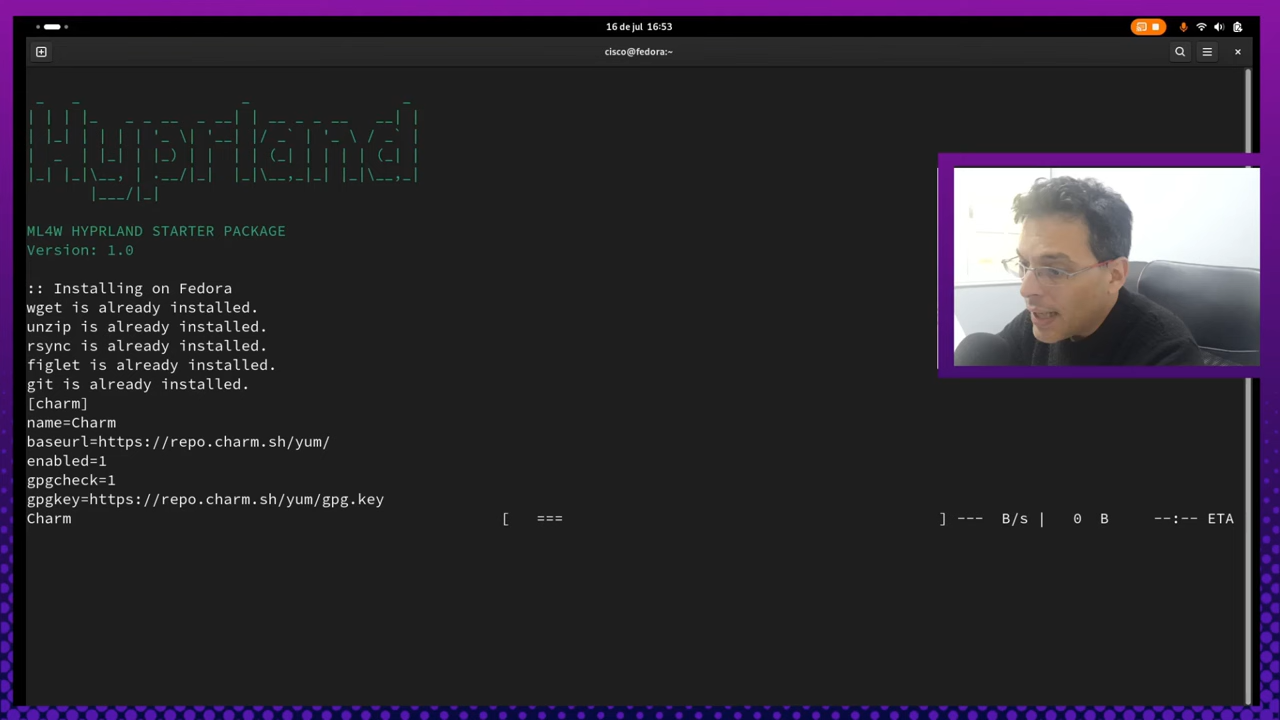 16 de jul 16:53
cisco@fedora:~
Hyprland
ML4W HYPRLAND STARTER PACKAGE
Version: 1.0
:: Installing on Fedora
wget is already installed.
unzip is already installed.
rsync is already installed.
figlet is already installed.
git is already installed.
[charm]
name=Charm
baseurl=https://repo.charm.sh/yum/
enabled=1
gpgcheck=1
gpgkey=https://repo.charm.sh/yum/gpg.key
Charm [ === ] --- B/s | 0 B --:-- ETA